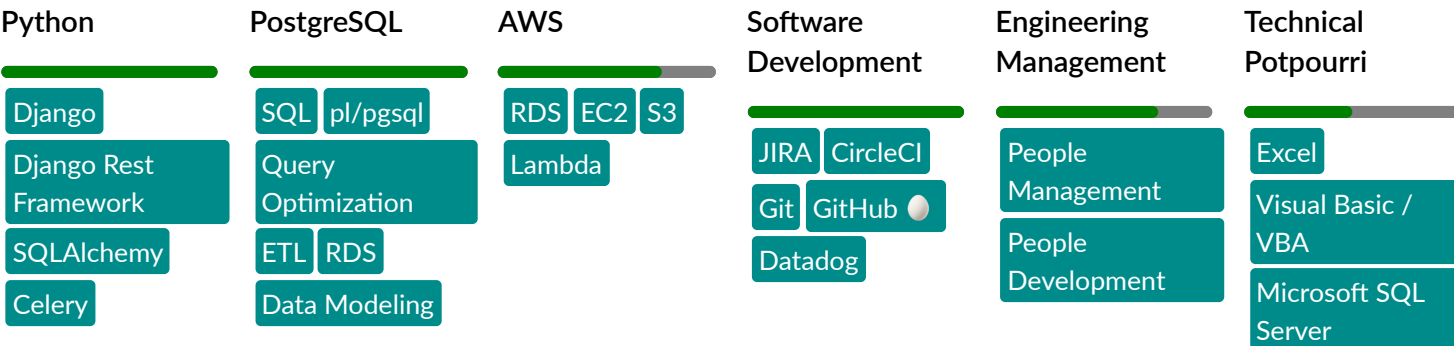 Python
Django
Django Rest
Framework
SQLAlchemy
Celery
PostgreSQL
SQL pl/pgsql
Query
Optimization
ETL RDS
Data Modeling
AWS
RDS EC2 S3
Lambda
Software
Development
JIRA CircleCI
Git GitHub 🥚
Datadog
Engineering
Management
People
Management
People
Development
Technical
Potpourri
Excel
Visual Basic /
VBA
Microsoft SQL
Server